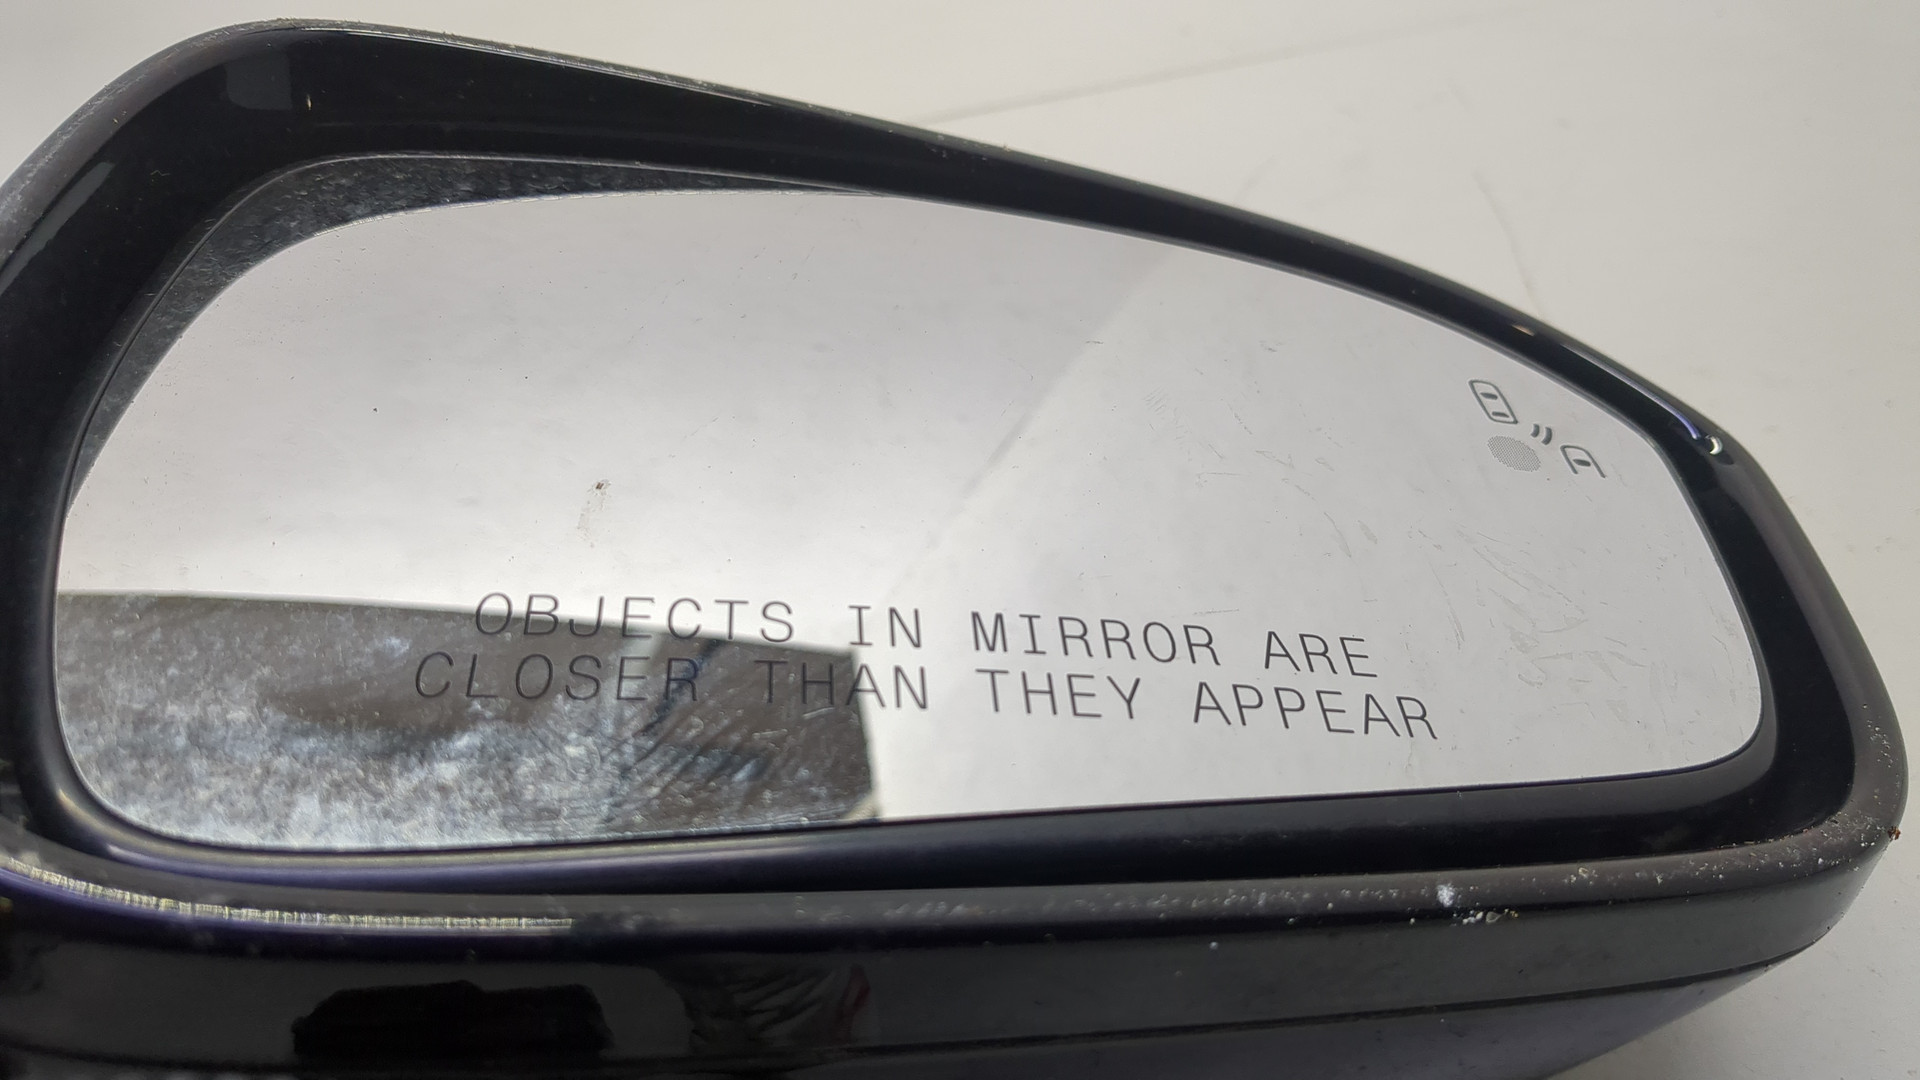 OBJECTS IN MIRROR ARE
CLOSER THAN THEY APPEAR